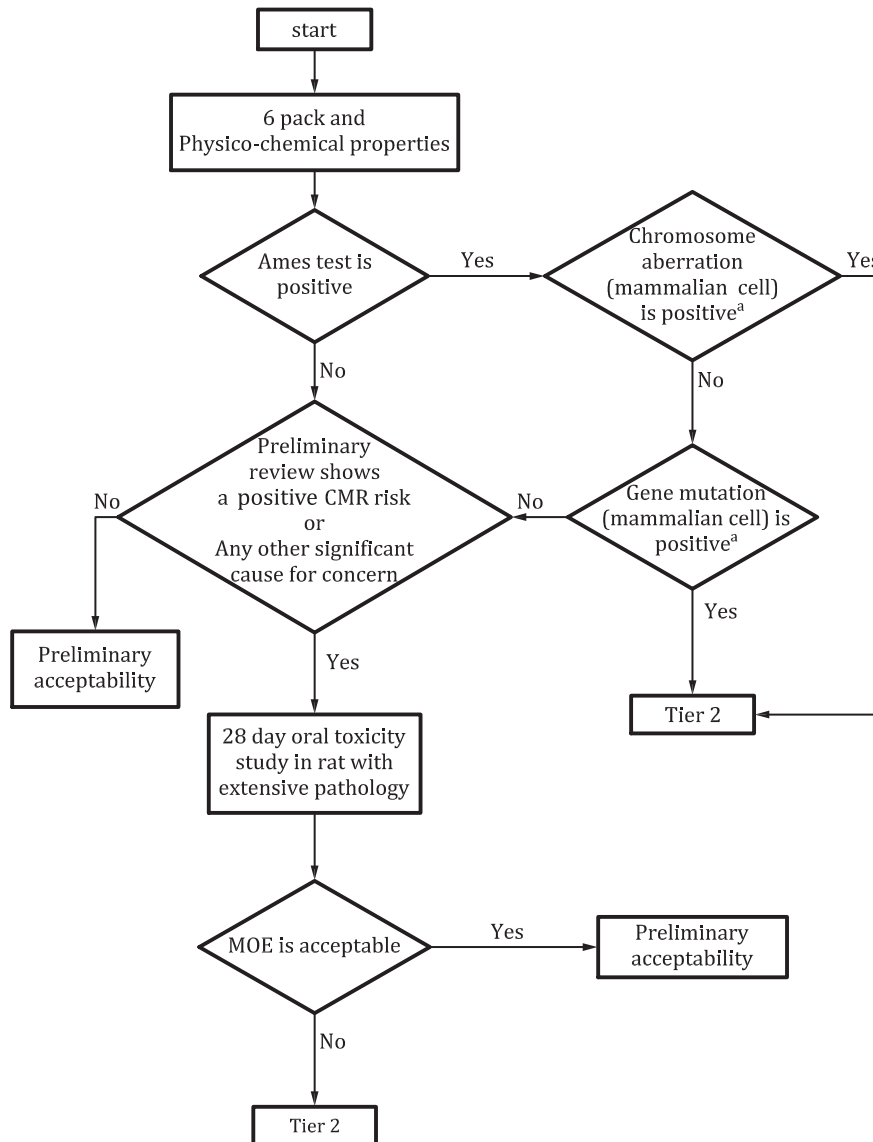 start
6 pack and
Physico-chemical properties
Ames test is
positive
Yes
Chromosome
aberration
(mammalian cell)
is positiveᵃ
Yes
No
No
Preliminary
review shows
a positive CMR risk
or
Any other significant
cause for concern
No
No
Gene mutation
(mammalian cell) is
positiveᵃ
Preliminary
acceptability
Yes
Yes
Tier 2
28 day oral toxicity
study in rat with
extensive pathology
MOE is acceptable
Yes
Preliminary
acceptability
No
Tier 2